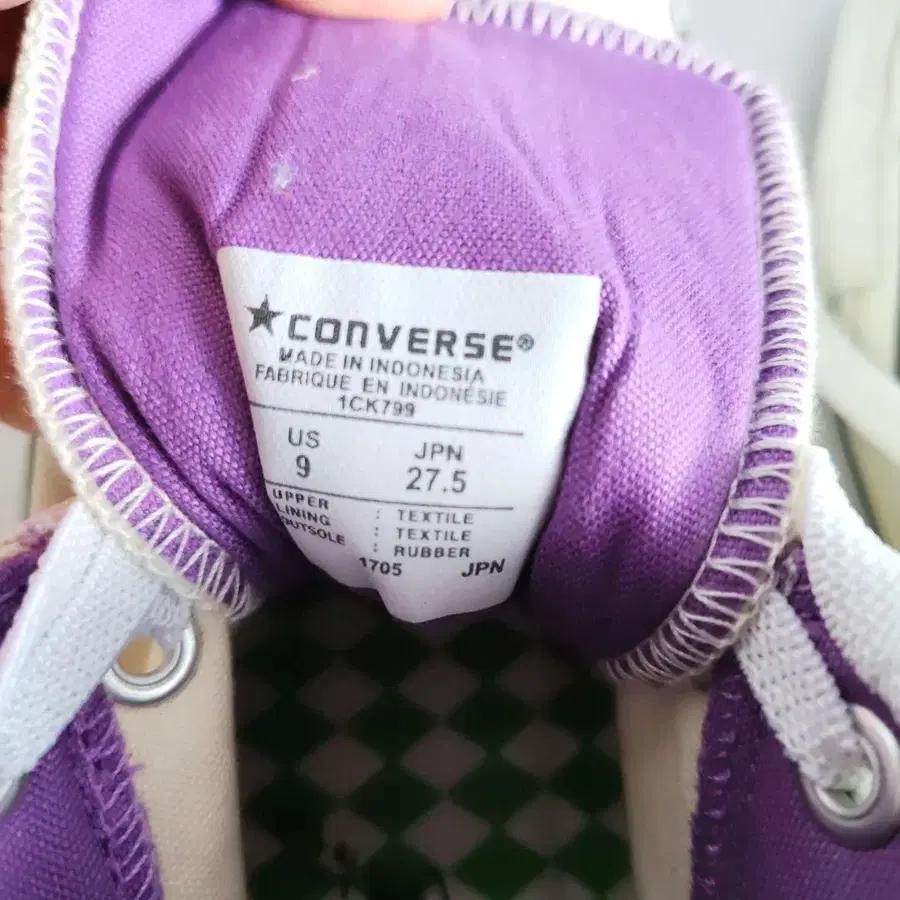 ★CONVERSE®
MADE IN INDONESIA
FABRIQUE EN INDONÉSIE
1CK799
US JPN
9 27.5
UPPER : TEXTILE
LINING : TEXTILE
OUTSOLE : RUBBER
1705 JPN